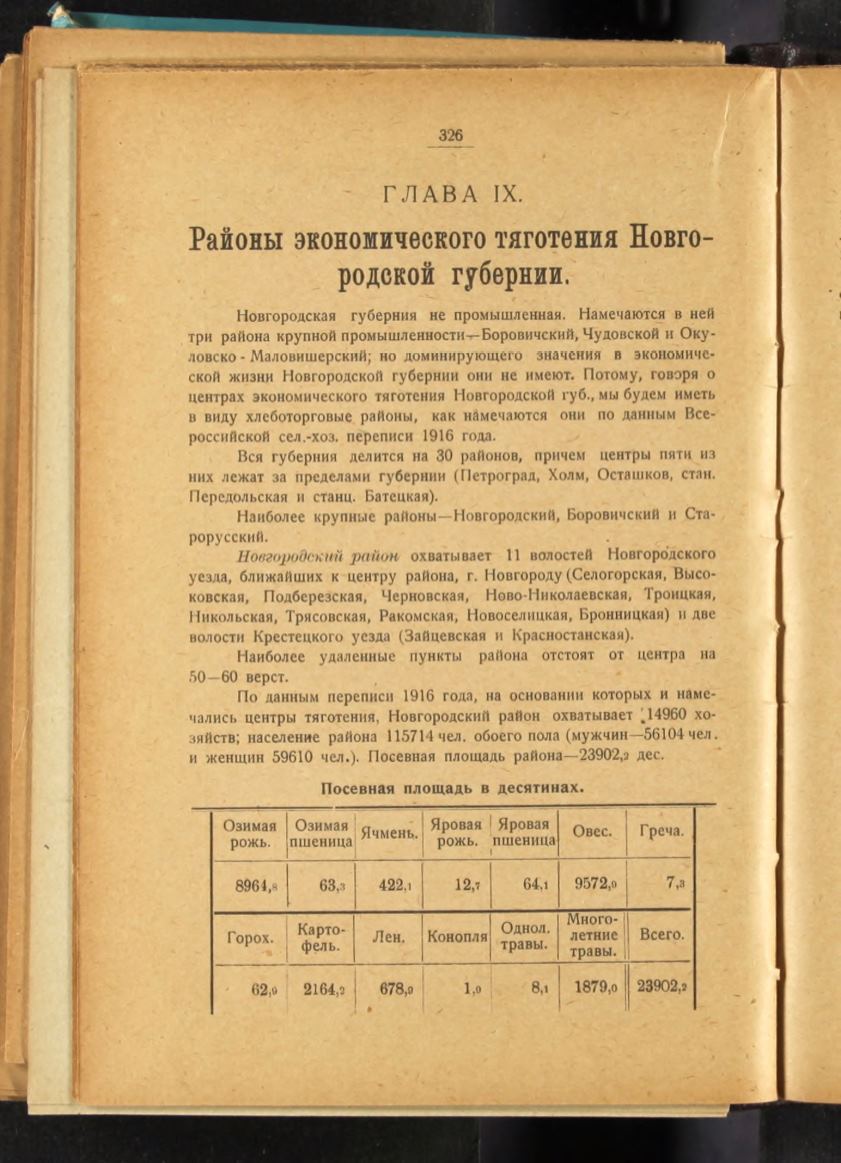 326
ГЛАВА IX.
Районы экономического тяготения Новго-
родской губернии.
Новгородская губерния не промышленная. Намечаются в ней
три района крупной промышленности—Боровичский, Чудовской и Оку-
ловско - Маловишерский; но доминирующего значения в экономиче-
ской жизни Новгородской губернии они не имеют. Потому, говоря о
центрах экономического тяготения Новгородской губ., мы будем иметь
в виду хлеботорговые районы, как намечаются они по данным Все-
российской сел.-хоз. переписи 1916 года.
Вся губерния делится на 30 районов, причем центры пяти из
них лежат за пределами губернии (Петроград, Холм, Осташков, стан.
Передольская и станц. Батецкая).
Наиболее крупные районы—Новгородский, Боровичский и Ста-
рорусский.
Новгородский район охватывает 11 волостей Новгородского
уезда, ближайших к центру района, г. Новгороду (Селогорская, Высо-
ковская, Подберезская, Черновская, Ново-Николаевская, Троицкая,
Никольская, Трясовская, Ракомская, Новоселицкая, Бронницкая) и две
волости Крестецкого уезда (Зайцевская и Красностанская).
Наиболее удаленные пункты района отстоят от центра на
50—60 верст.
По данным переписи 1916 года, на основании которых и наме-
чались центры тяготения, Новгородский район охватывает 14960 хо-
зяйств; население района 115714 чел. обоего пола (мужчин—56104 чел.
и женщин 59610 чел.). Посевная площадь района—23902,2 дес.
Посевная площадь в десятинах.
Озимая рожь. Озимая пшеница Ячмень. Яровая рожь. Яровая пшеница Овес. Греча.
8964,8 63,3 422,1 12,7 64,1 9572,0 7,3
Горох. Карто-фель. Лен. Конопля Однол. травы. Много-летние травы. Всего.
62,9 2164,2 678,9 1,0 8,1 1879,0 23902,2